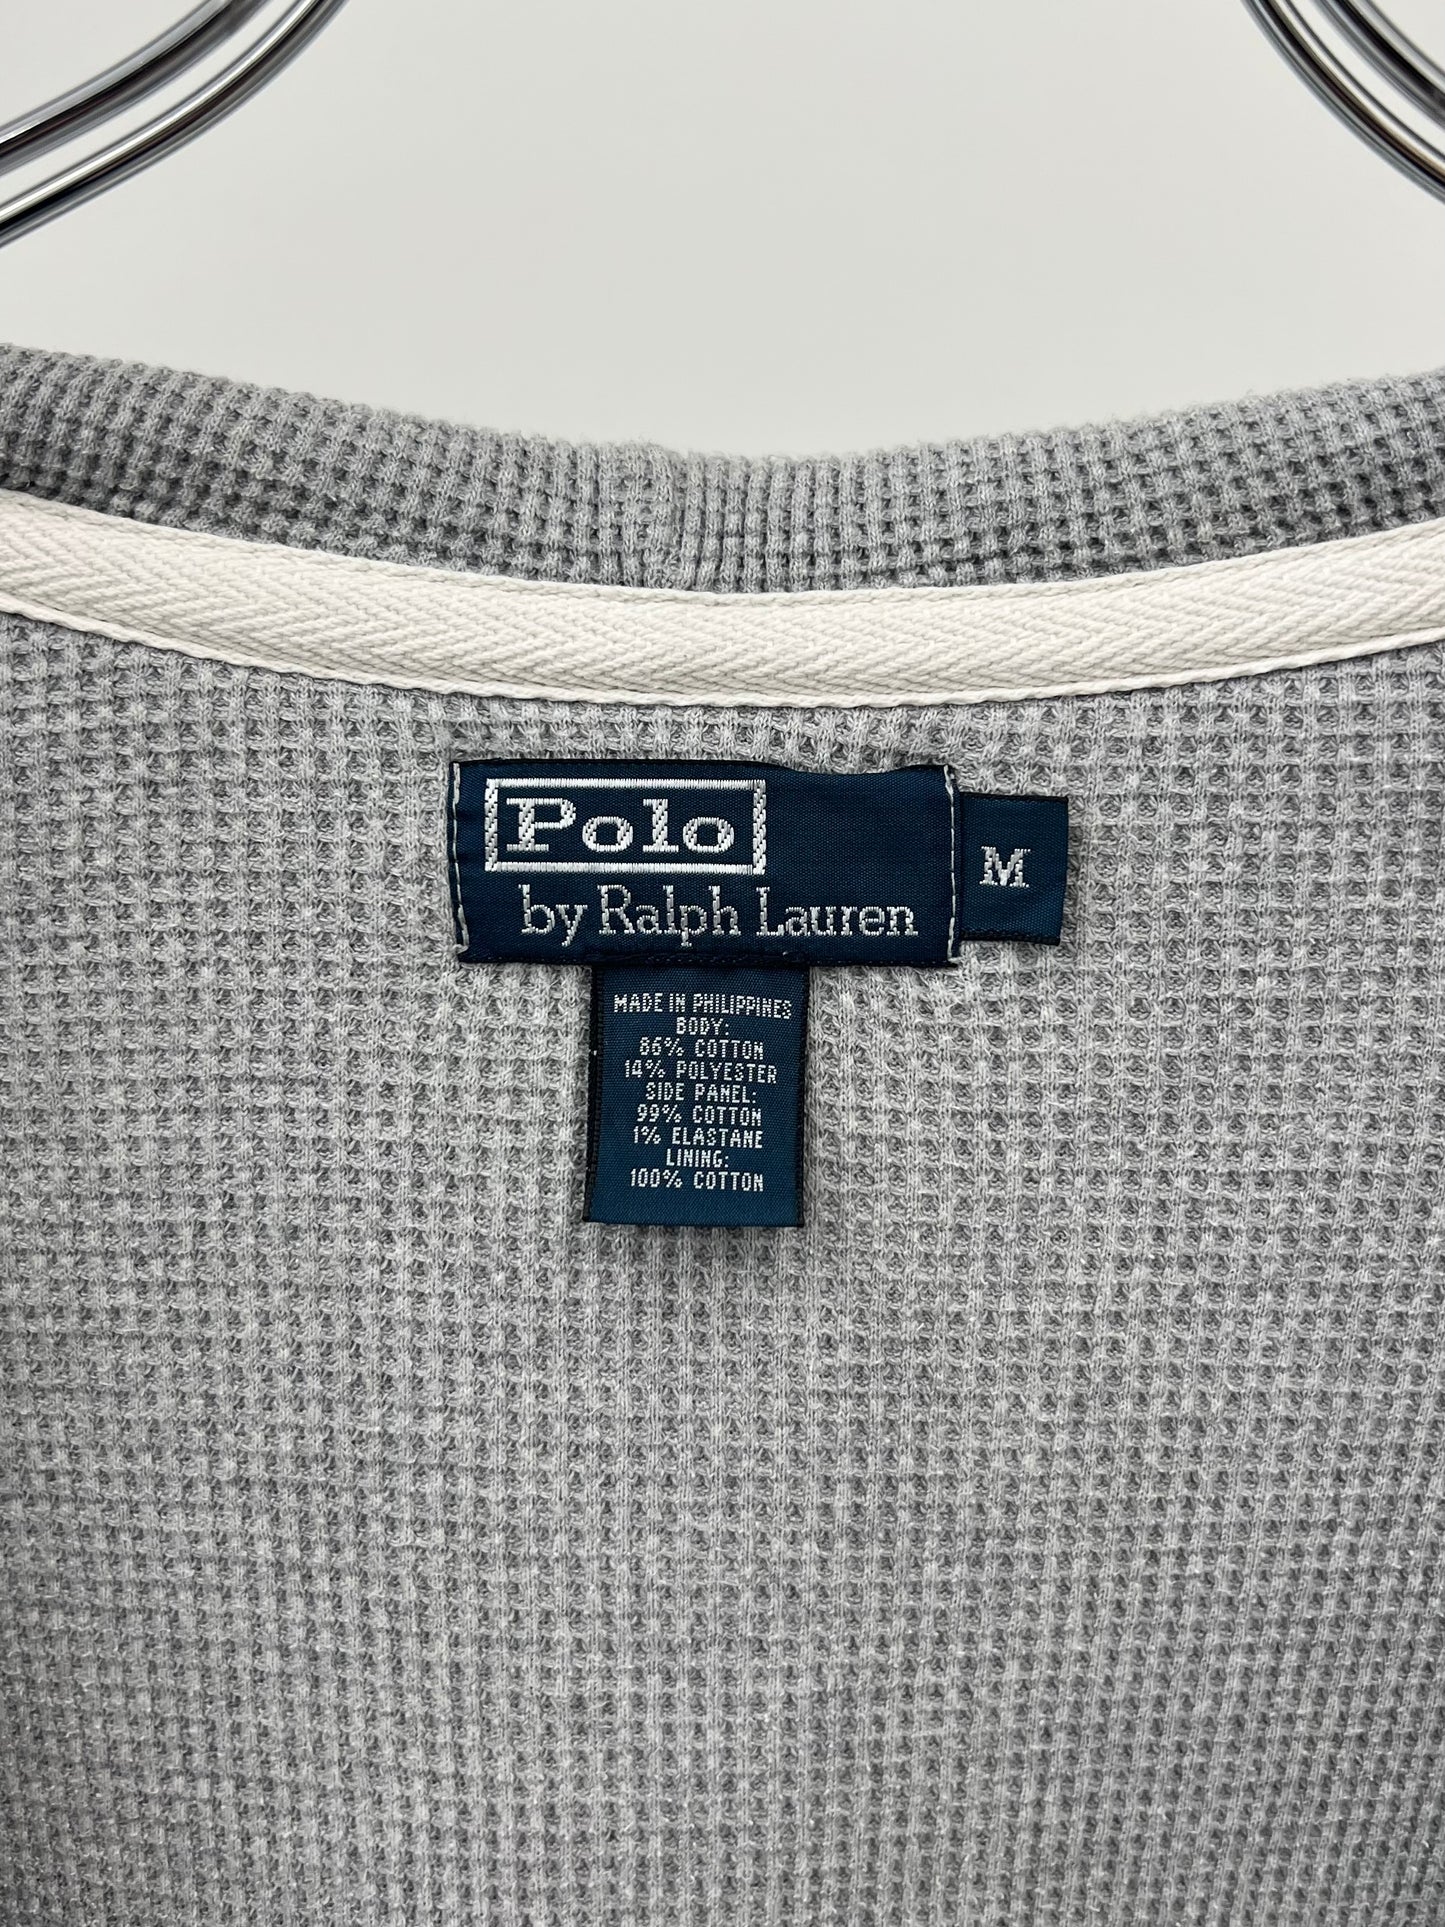 Polo
by Ralph Lauren
M
MADE IN PHILIPPINES
BODY:
86% COTTON
14% POLYESTER
SIDE PANEL:
99% COTTON
1% ELASTANE
LINING:
100% COTTON